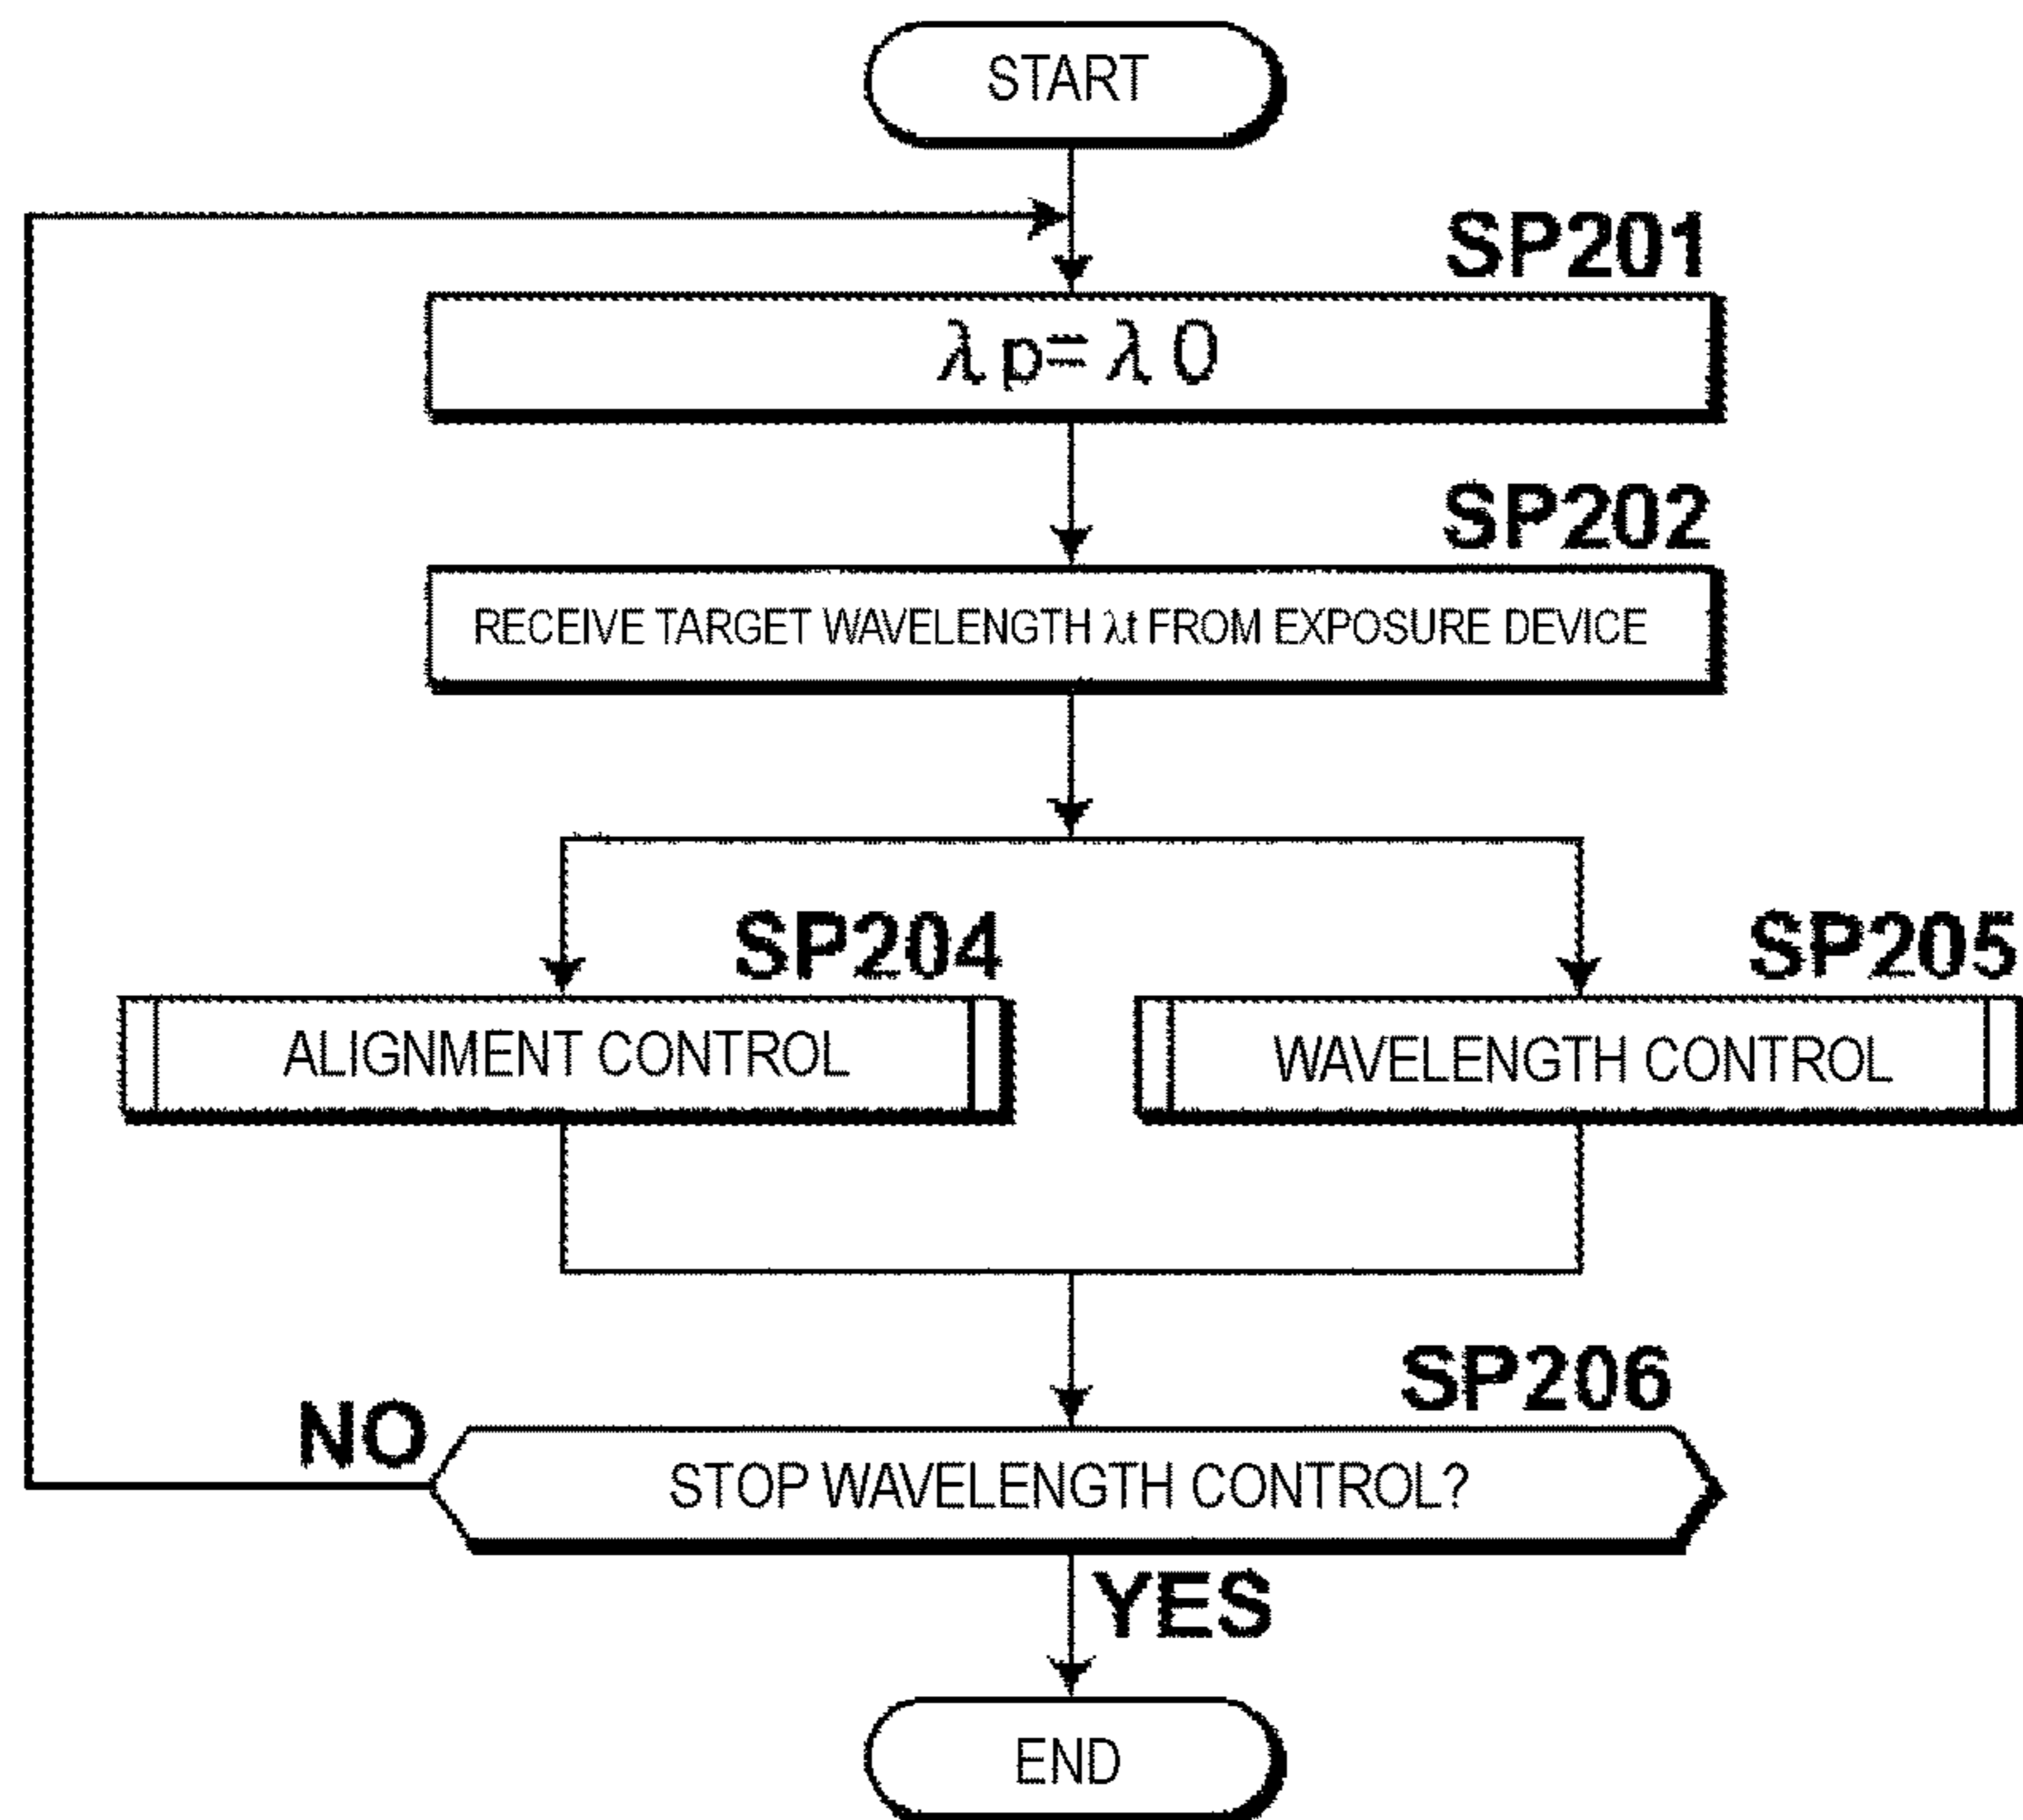 START
SP201
λp=λ0
SP202
RECEIVE TARGET WAVELENGTH λt FROM EXPOSURE DEVICE
SP204
SP205
ALIGNMENT CONTROL
WAVELENGTH CONTROL
SP206
NO
STOP WAVELENGTH CONTROL?
YES
END